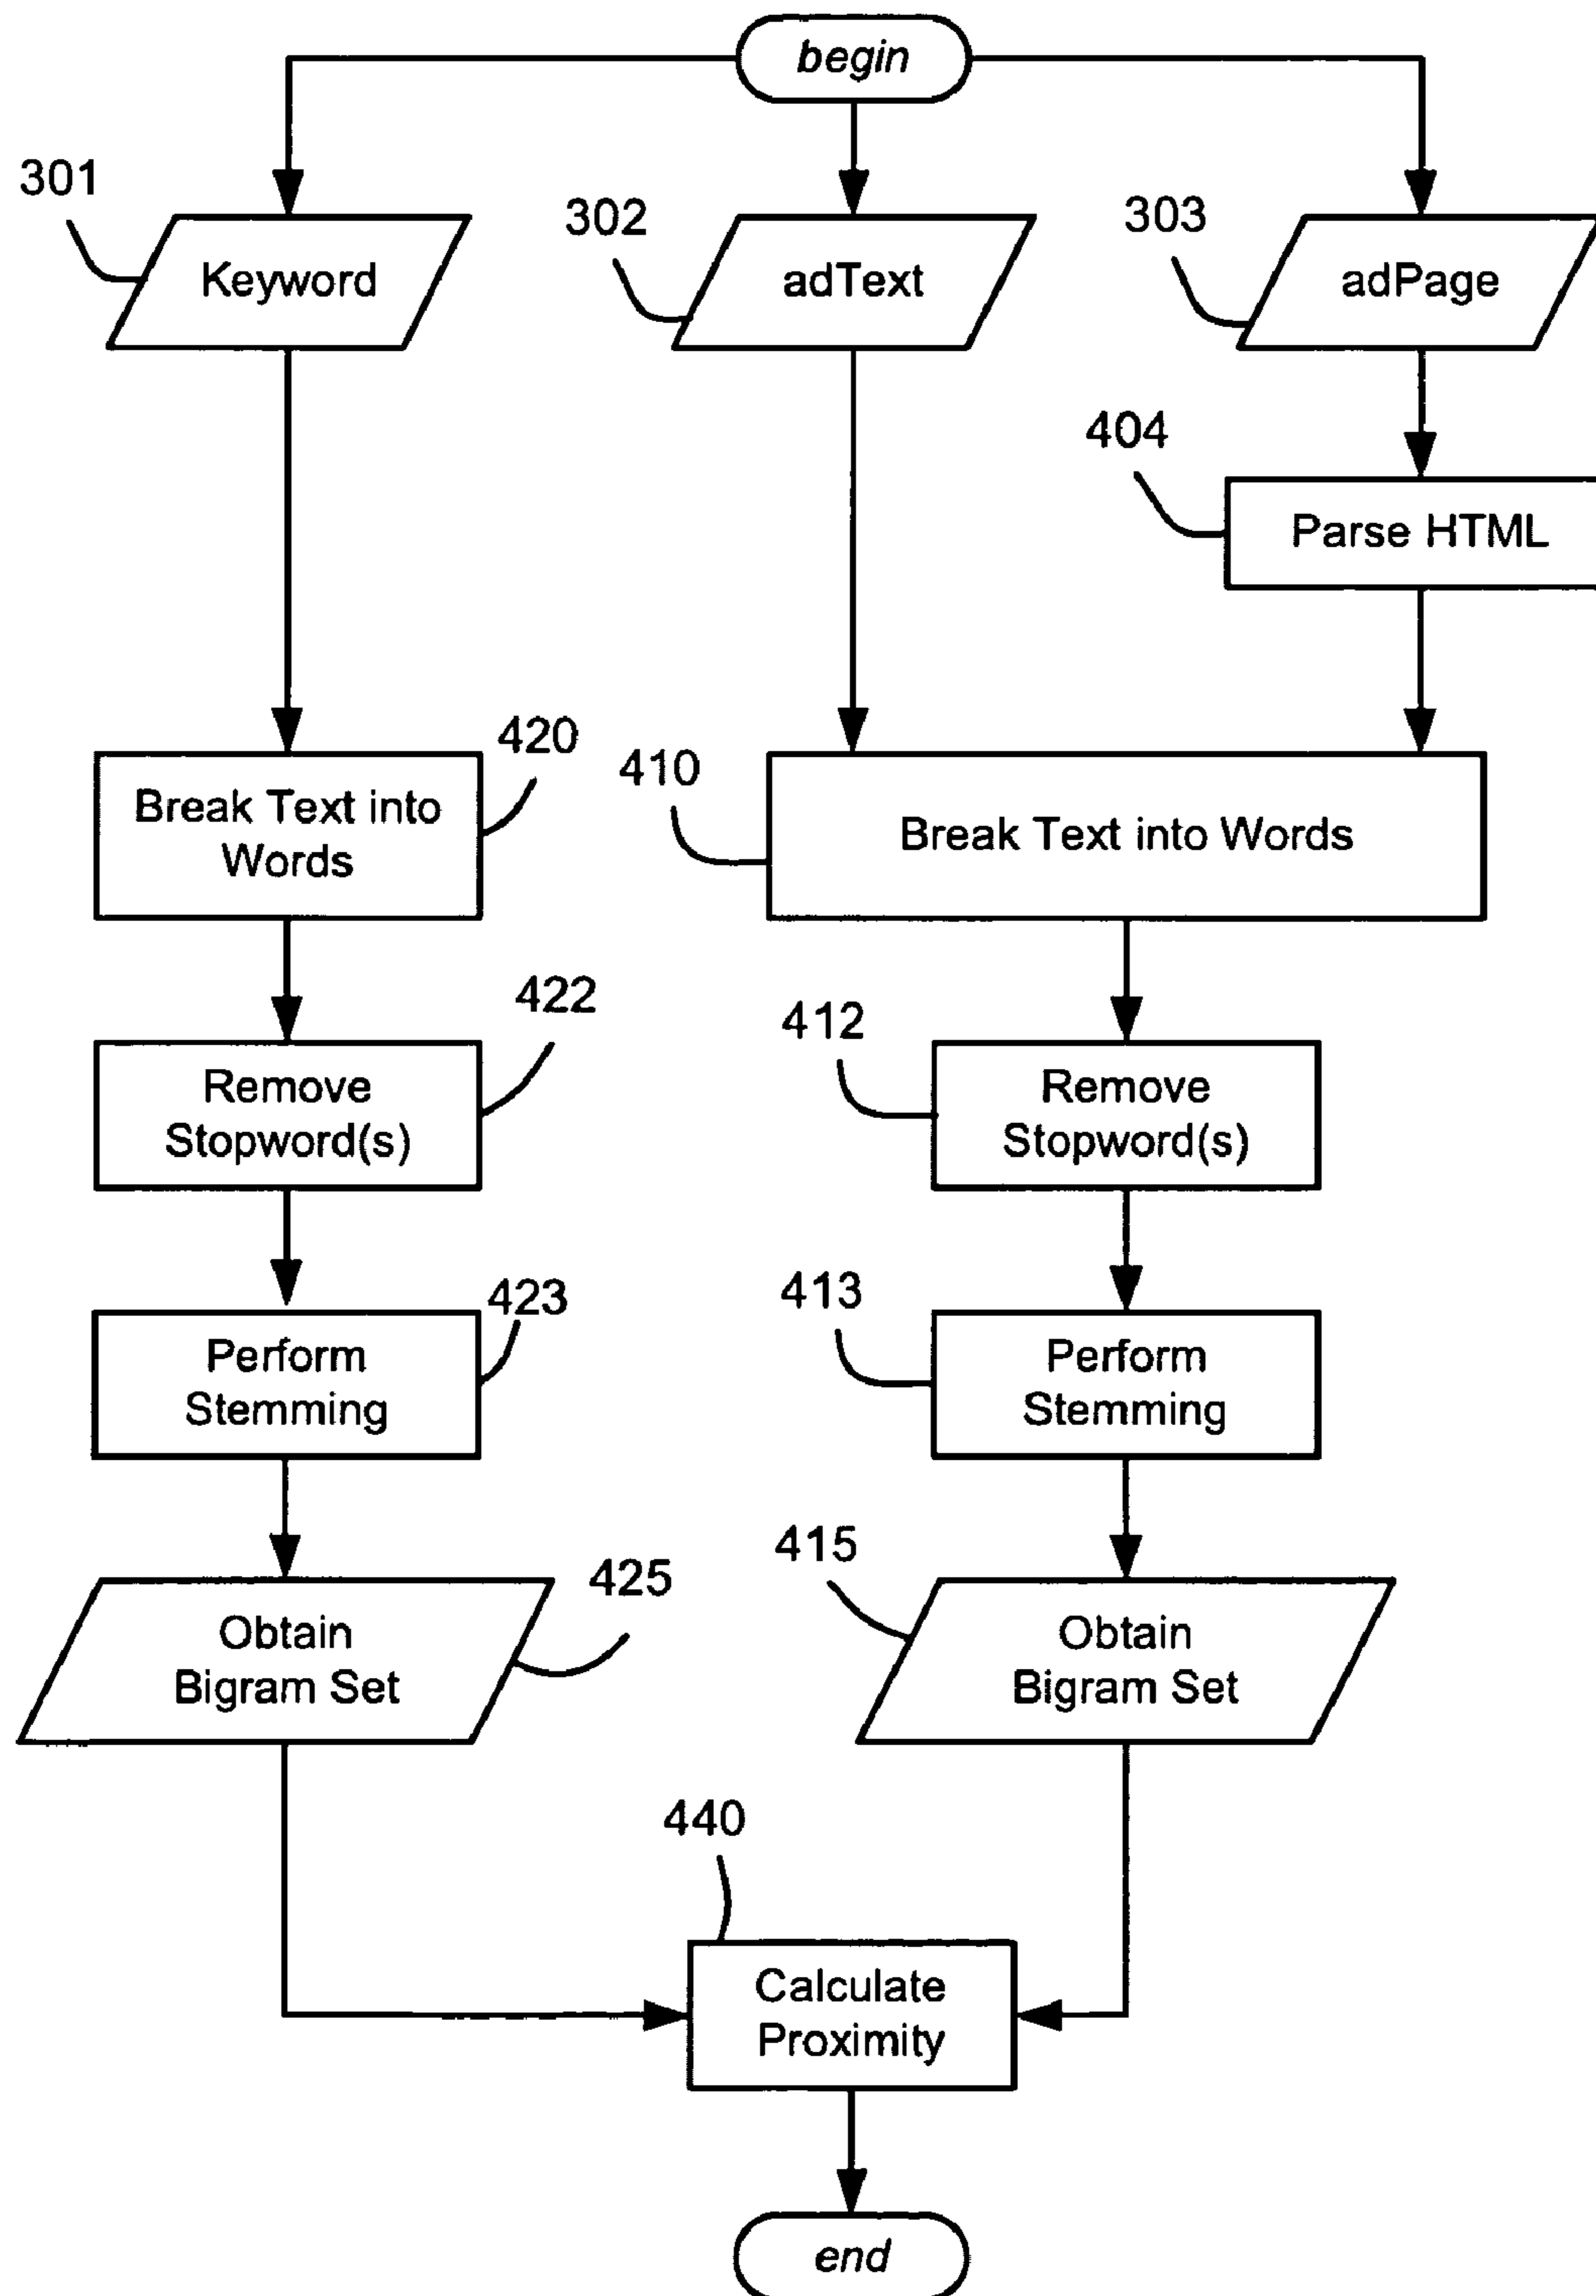 begin
301
302
303
Keyword
adText
adPage
404
Parse HTML
420
410
Break Text into
Words
Break Text into Words
422
412
Remove
Stopword(s)
Remove
Stopword(s)
423
413
Perform
Stemming
Perform
Stemming
425
415
Obtain
Bigram Set
Obtain
Bigram Set
440
Calculate
Proximity
end